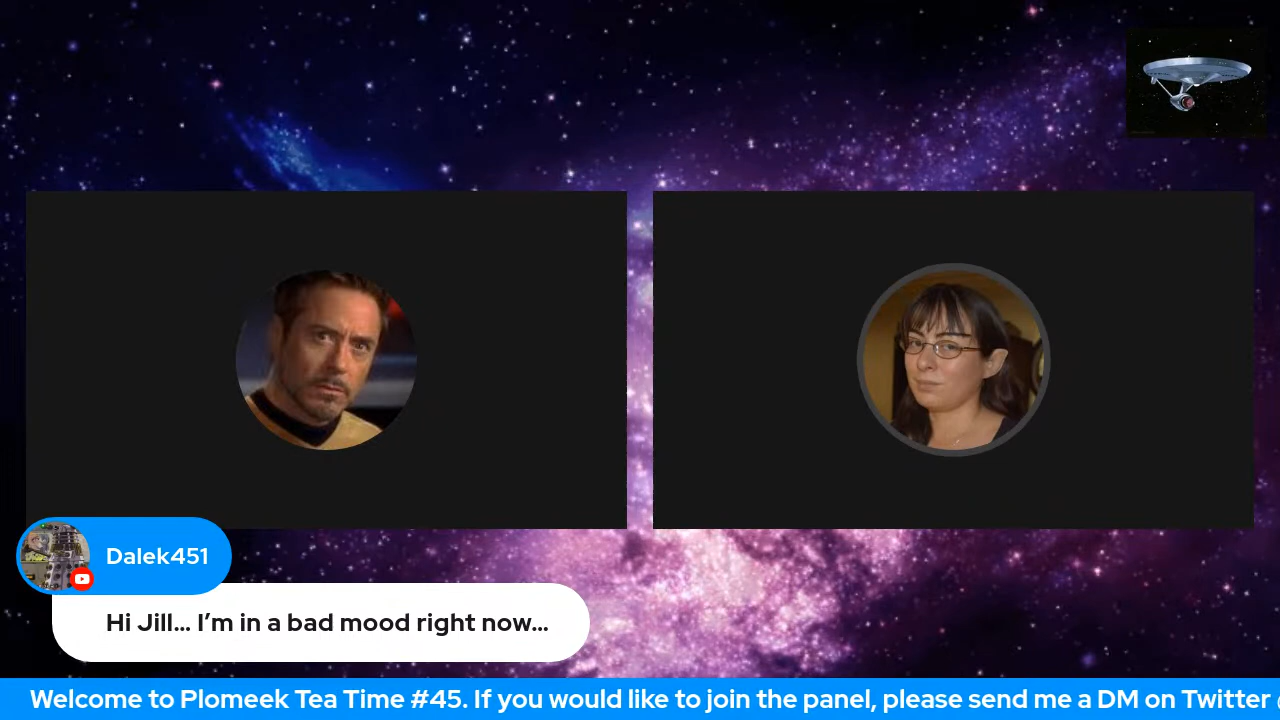 Dalek451
Hi Jill... I’m in a bad mood right now...
Welcome to Plomeek Tea Time #45. If you would like to join the panel, please send me a DM on Twitter